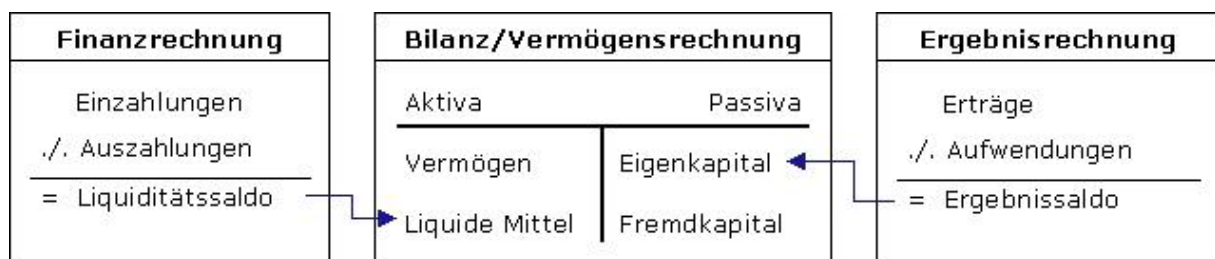 Finanzrechnung
Einzahlungen
./. Auszahlungen
= Liquiditätssaldo
Bilanz/Vermögensrechnung
Aktiva Passiva
Vermögen Eigenkapital
Liquide Mittel Fremdkapital
Ergebnisrechnung
Erträge
./. Aufwendungen
= Ergebnissaldo